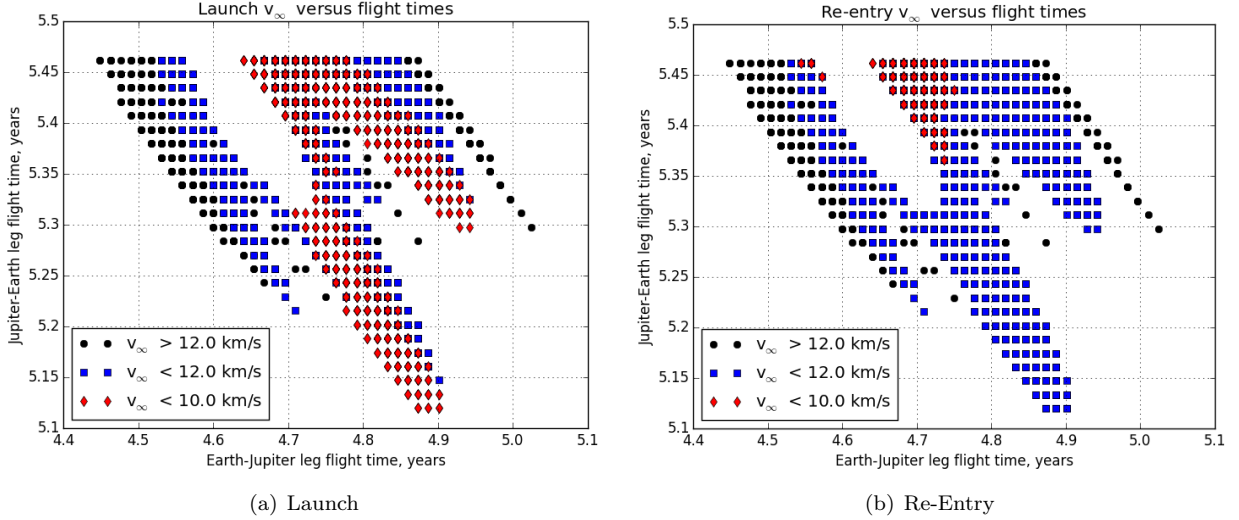 Launch v∞ versus flight times
Jupiter-Earth leg flight time, years
5.5
5.45
5.4
5.35
5.3
5.25
5.2
5.15
5.1
v∞ > 12.0 km/s
v∞ < 12.0 km/s
v∞ < 10.0 km/s
4.4 4.5 4.6 4.7 4.8 4.9 5.0 5.1
Earth-Jupiter leg flight time, years
(a) Launch
Re-entry v∞ versus flight times
Jupiter-Earth leg flight time, years
5.5
5.45
5.4
5.35
5.3
5.25
5.2
5.15
5.1
v∞ > 12.0 km/s
v∞ < 12.0 km/s
v∞ < 10.0 km/s
4.4 4.5 4.6 4.7 4.8 4.9 5.0 5.1
Earth-Jupiter leg flight time, years
(b) Re-Entry